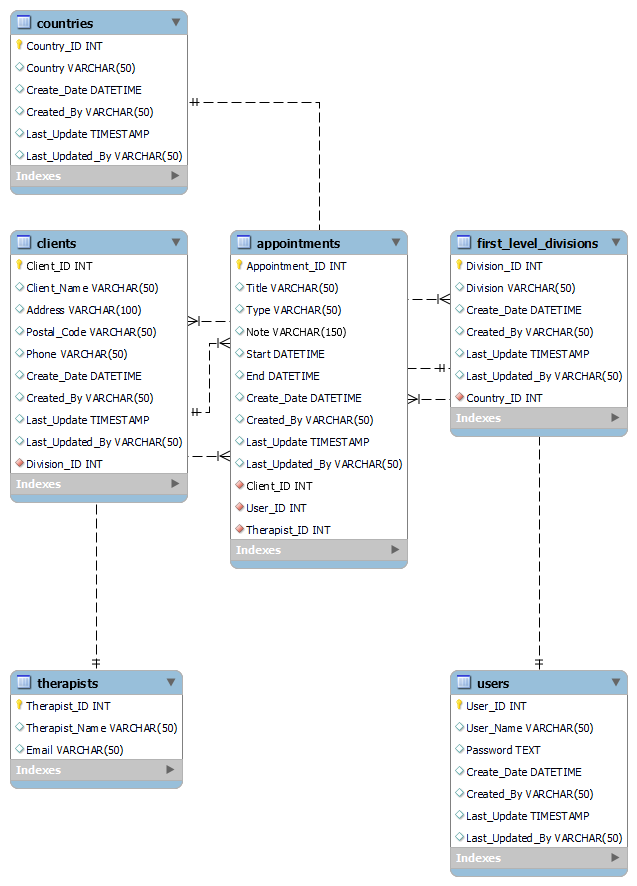 countries
Country_ID INT
Country VARCHAR(50)
Create_Date DATETIME
Created_By VARCHAR(50)
Last_Update TIMESTAMP
Last_Updated_By VARCHAR(50)
Indexes
clients
Client_ID INT
Client_Name VARCHAR(50)
Address VARCHAR(100)
Postal_Code VARCHAR(50)
Phone VARCHAR(50)
Create_Date DATETIME
Created_By VARCHAR(50)
Last_Update TIMESTAMP
Last_Updated_By VARCHAR(50)
Division_ID INT
Indexes
appointments
Appointment_ID INT
Title VARCHAR(50)
Type VARCHAR(50)
Note VARCHAR(150)
Start DATETIME
End DATETIME
Create_Date DATETIME
Created_By VARCHAR(50)
Last_Update TIMESTAMP
Last_Updated_By VARCHAR(50)
Client_ID INT
User_ID INT
Therapist_ID INT
Indexes
first_level_divisions
Division_ID INT
Division VARCHAR(50)
Create_Date DATETIME
Created_By VARCHAR(50)
Last_Update TIMESTAMP
Last_Updated_By VARCHAR(50)
Country_ID INT
Indexes
therapists
Therapist_ID INT
Therapist_Name VARCHAR(50)
Email VARCHAR(50)
Indexes
users
User_ID INT
User_Name VARCHAR(50)
Password TEXT
Create_Date DATETIME
Created_By VARCHAR(50)
Last_Update TIMESTAMP
Last_Updated_By VARCHAR(50)
Indexes